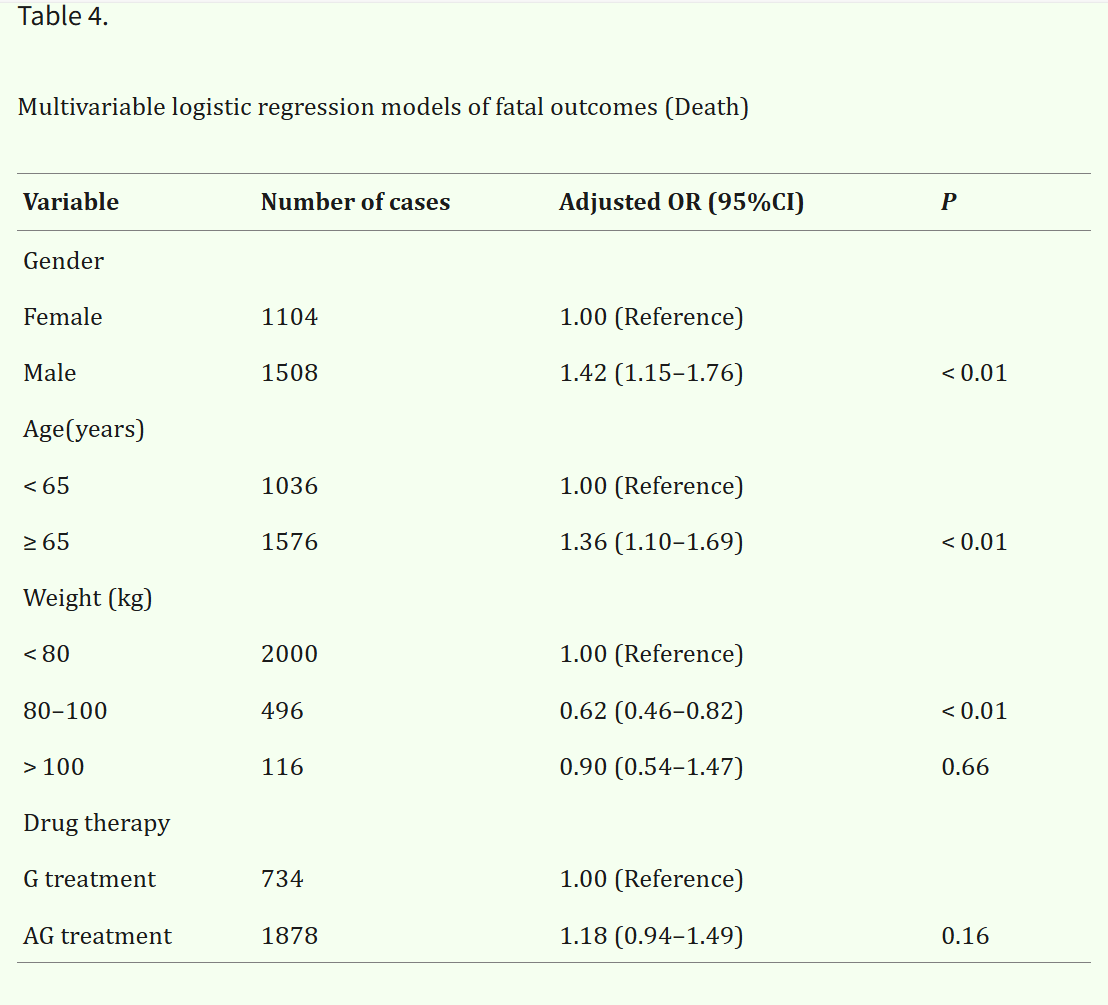 Table 4.
Multivariable logistic regression models of fatal outcomes (Death)
Variable Number of cases Adjusted OR (95%CI) P
Gender
Female 1104 1.00 (Reference)
Male 1508 1.42 (1.15–1.76) < 0.01
Age(years)
< 65 1036 1.00 (Reference)
≥ 65 1576 1.36 (1.10–1.69) < 0.01
Weight (kg)
< 80 2000 1.00 (Reference)
80–100 496 0.62 (0.46–0.82) < 0.01
> 100 116 0.90 (0.54–1.47) 0.66
Drug therapy
G treatment 734 1.00 (Reference)
AG treatment 1878 1.18 (0.94–1.49) 0.16